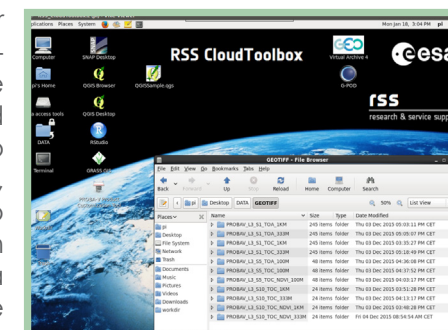 plications Places System Mon Jan 18, 3:04 PM pi
RSS CloudToolbox
GEO
esa
Computer
SNAP Desktop
Virtual Archive 4
pi's Home
QGIS Browser
QGISSample.qgs
G-POD
a access tools
QGIS Desktop
rss
research & service supp
DATA
RStudio
Terminal
GRASS GIS
GEOTIFF - File Browser
File Edit View Go Bookmarks Tabs Help
Back Forward Up Stop Reload Home Computer Search
pi Desktop DATA GEOTIFF 50% List View
Places Name Size Type Date Modified
pi
Desktop
File System
Network
Trash
Documents
Music
Pictures
Videos
Downloads
workdir
PROBAV_L3_S1_TOA_1KM 245 items folder Thu 03 Dec 2015 05:03:11 PM CET
PROBAV_L3_S1_TOA_333M 245 items folder Thu 03 Dec 2015 05:05:07 PM CET
PROBAV_L3_S1_TOC_1KM 245 items folder Thu 03 Dec 2015 03:35:27 PM CET
PROBAV_L3_S1_TOC_333M 245 items folder Thu 03 Dec 2015 05:18:49 PM CET
PROBAV_L3_S5_TOA_100M 48 items folder Thu 03 Dec 2015 04:36:08 PM CET
PROBAV_L3_S5_TOC_100M 48 items folder Thu 03 Dec 2015 04:37:52 PM CET
PROBAV_L3_S5_TOC_NDVI_100M 48 items folder Thu 03 Dec 2015 03:13:17 PM CET
PROBAV_L3_S10_TOC_1KM 24 items folder Thu 03 Dec 2015 03:51:28 PM CET
PROBAV_L3_S10_TOC_333M 24 items folder Thu 03 Dec 2015 04:13:17 PM CET
PROBAV_L3_S10_TOC_NDVI_1KM 24 items folder Thu 03 Dec 2015 03:48:26 PM CET
PROBAV_L3_S10_TOC_NDVI_333M 24 items folder Fri 04 Dec 2015 08:54:54 AM CET